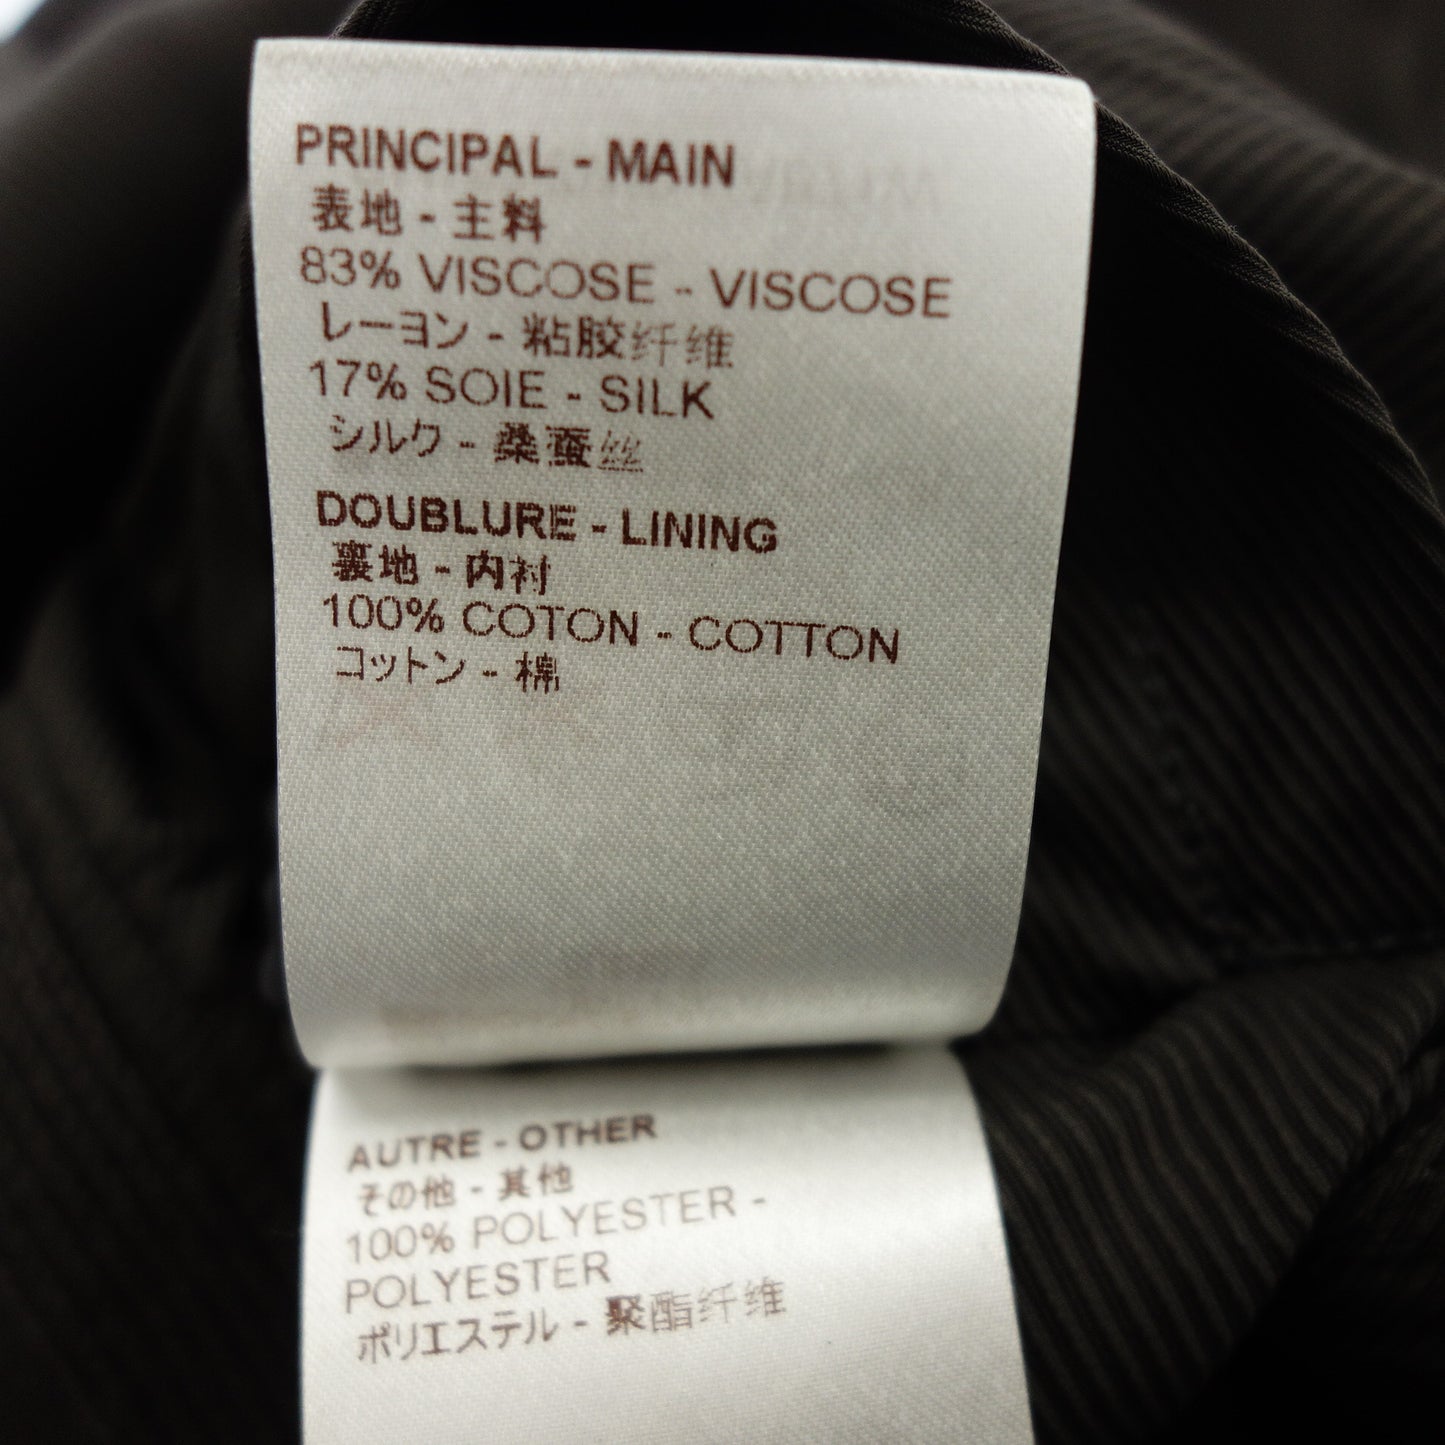 PRINCIPAL - MAIN
表地 - 主料
83% VISCOSE - VISCOSE
レーヨン - 粘胶纤维
17% SOIE - SILK
シルク - 桑蚕丝
DOUBLURE - LINING
裏地 - 内衬
100% COTON - COTTON
コットン - 棉
AUTRE - OTHER
その他 - 其他
100% POLYESTER -
POLYESTER
ポリエステル - 聚酯纤维